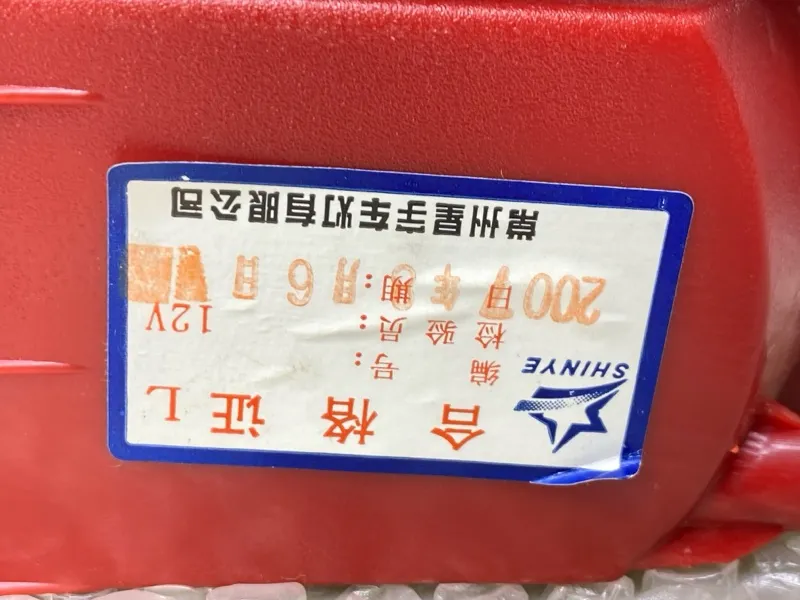 合格证L
SHINYE
编号:
检验员: 12V
日期:
常州星宇车灯有限公司